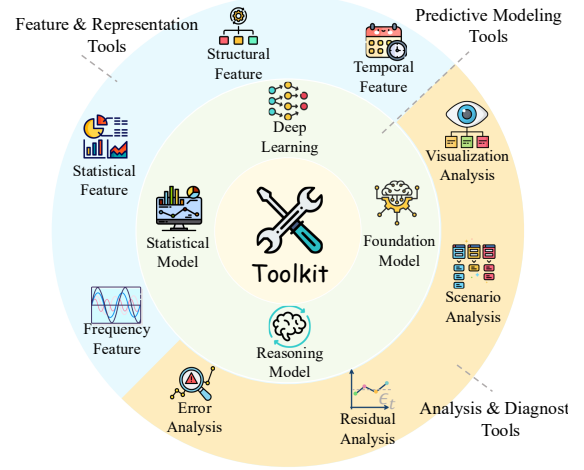 Feature & Representation
Tools
Predictive Modeling
Tools
Structural
Feature
Temporal
Feature
Deep
Learning
Visualization
Analysis
Statistical
Feature
Statistical
Model
Foundation
Model
Toolkit
Scenario
Analysis
Frequency
Feature
Reasoning
Model
Error
Analysis
ϵt
Residual
Analysis
Analysis & Diagnost
Tools